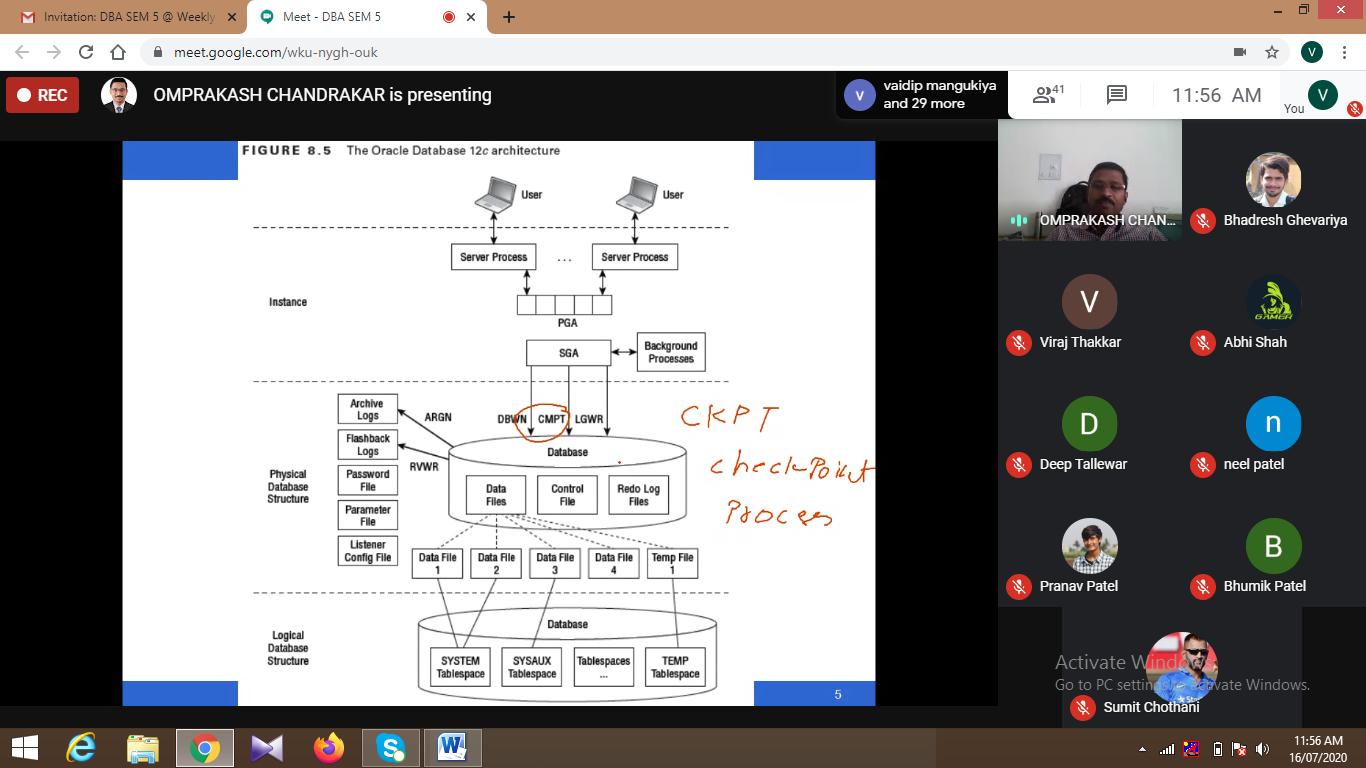 Invitation: DBA SEM 5 @ Weekly
Meet - DBA SEM 5
meet.google.com/wku-nygh-ouk
V
REC
OMPRAKASH CHANDRAKAR is presenting
V
vaidip mangukiya
and 29 more
41
11:56 AM
You
V
FIGURE 8.5 The Oracle Database 12c architecture
User
User
Server Process
...
Server Process
Instance
PGA
SGA
Background
Processes
Archive
Logs
ARGN
DBWN
CMPT
LGWR
CKPT
Flashback
Logs
RVWR
Database
CheckPoint
Process
Physical
Database
Structure
Password
File
Parameter
File
Listener
Config File
Data
Files
Control
File
Redo Log
Files
Data File
1
Data File
2
Data File
3
Data File
4
Temp File
1
Logical
Database
Structure
Database
SYSTEM
Tablespace
SYSAUX
Tablespace
Tablespaces
...
TEMP
Tablespace
5
OMPRAKASH CHAN...
Bhadresh Ghevariya
V
Viraj Thakkar
GAMER
Abhi Shah
D
Deep Tallewar
n
neel patel
Pranav Patel
B
Bhumik Patel
Activate Windows
Go to PC settings to activate Windows.
Sumit Chothani
11:56 AM
16/07/2020